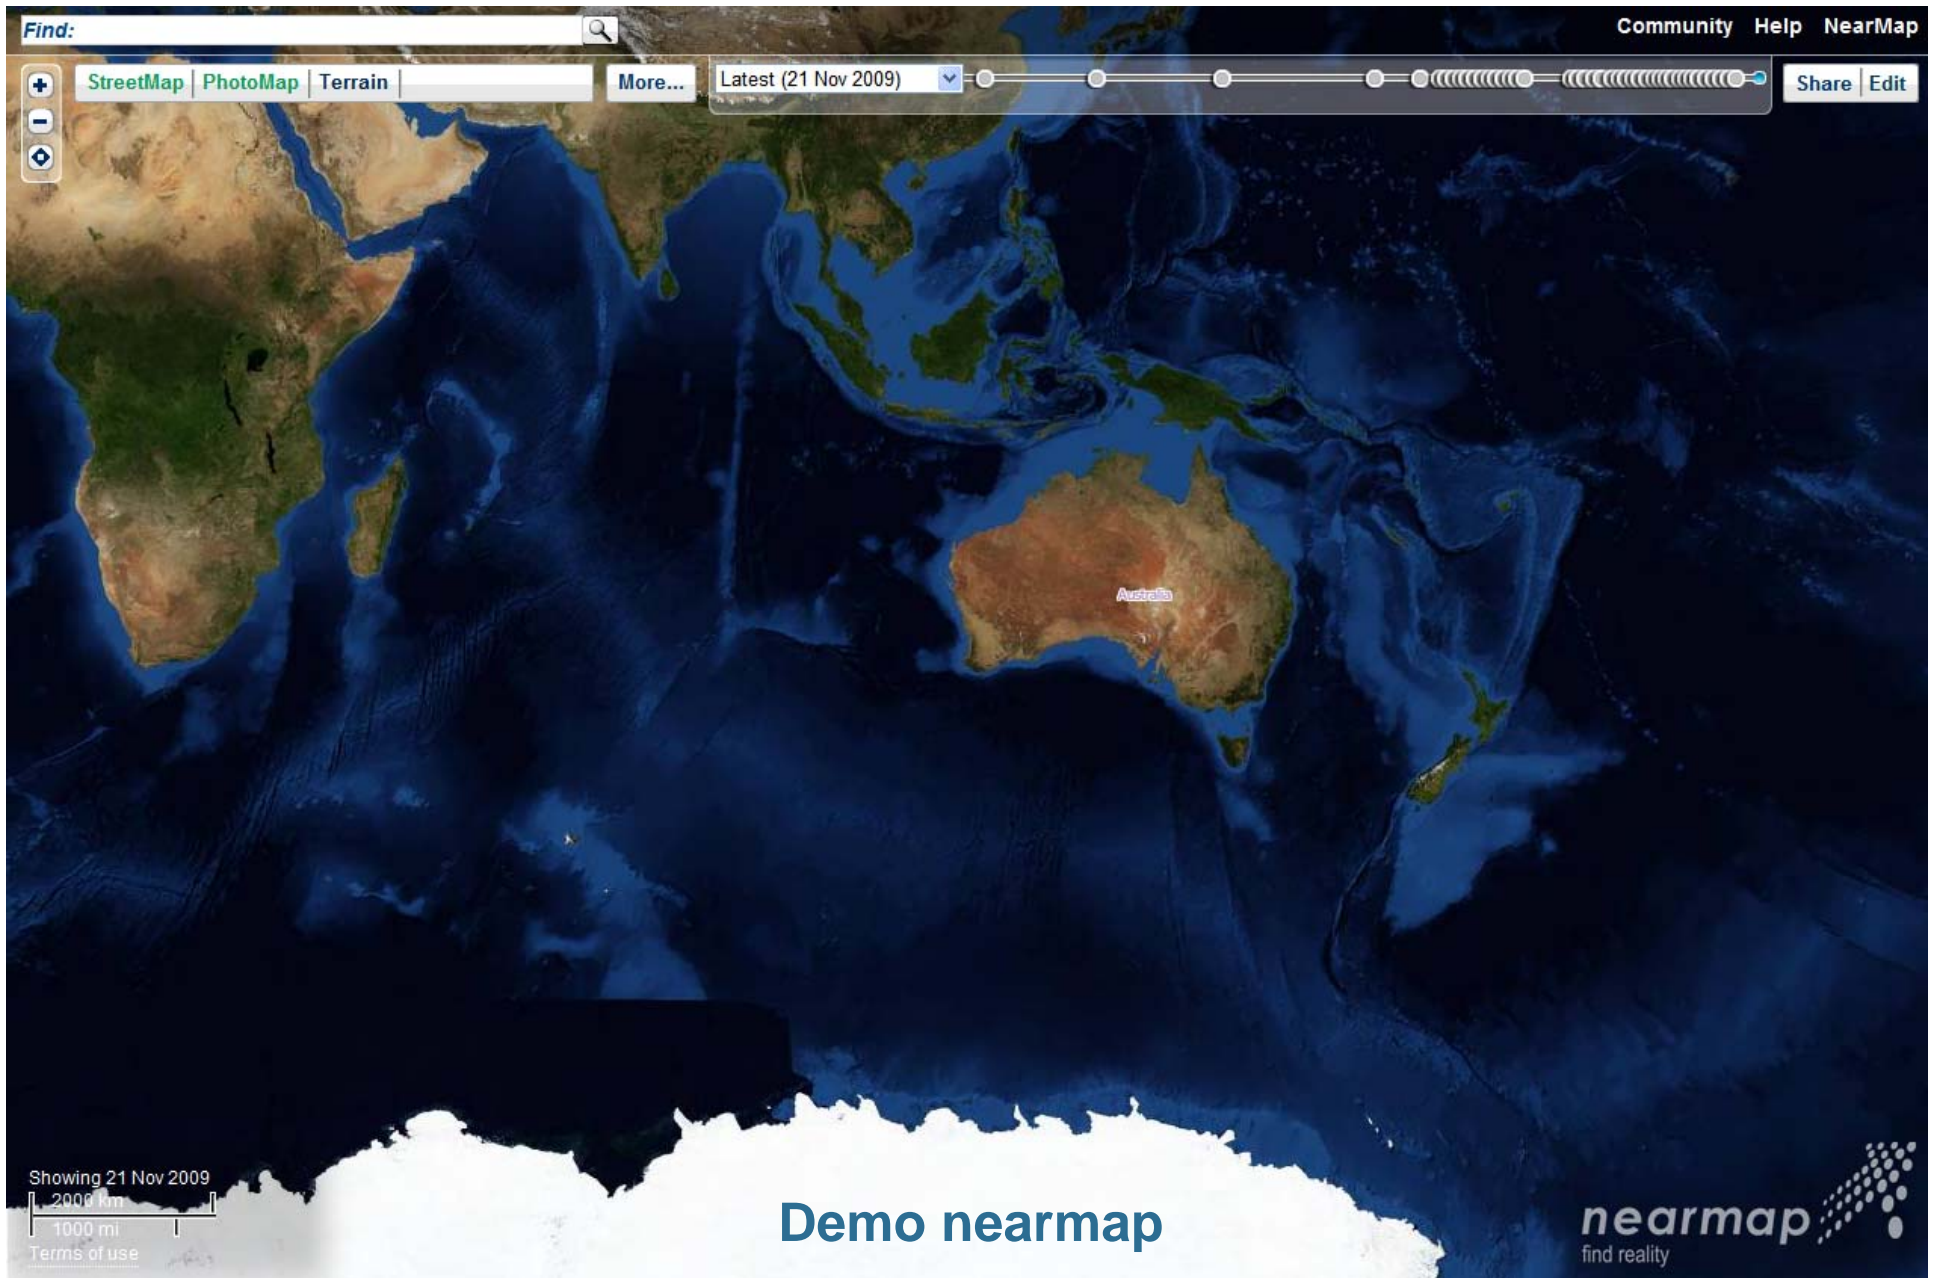 Find:
Community Help NearMap
StreetMap PhotoMap Terrain
More...
Latest (21 Nov 2009)
Share Edit
Australia
Showing 21 Nov 2009
2000 km
1000 mi
Terms of use
Demo nearmap
nearmap
find reality